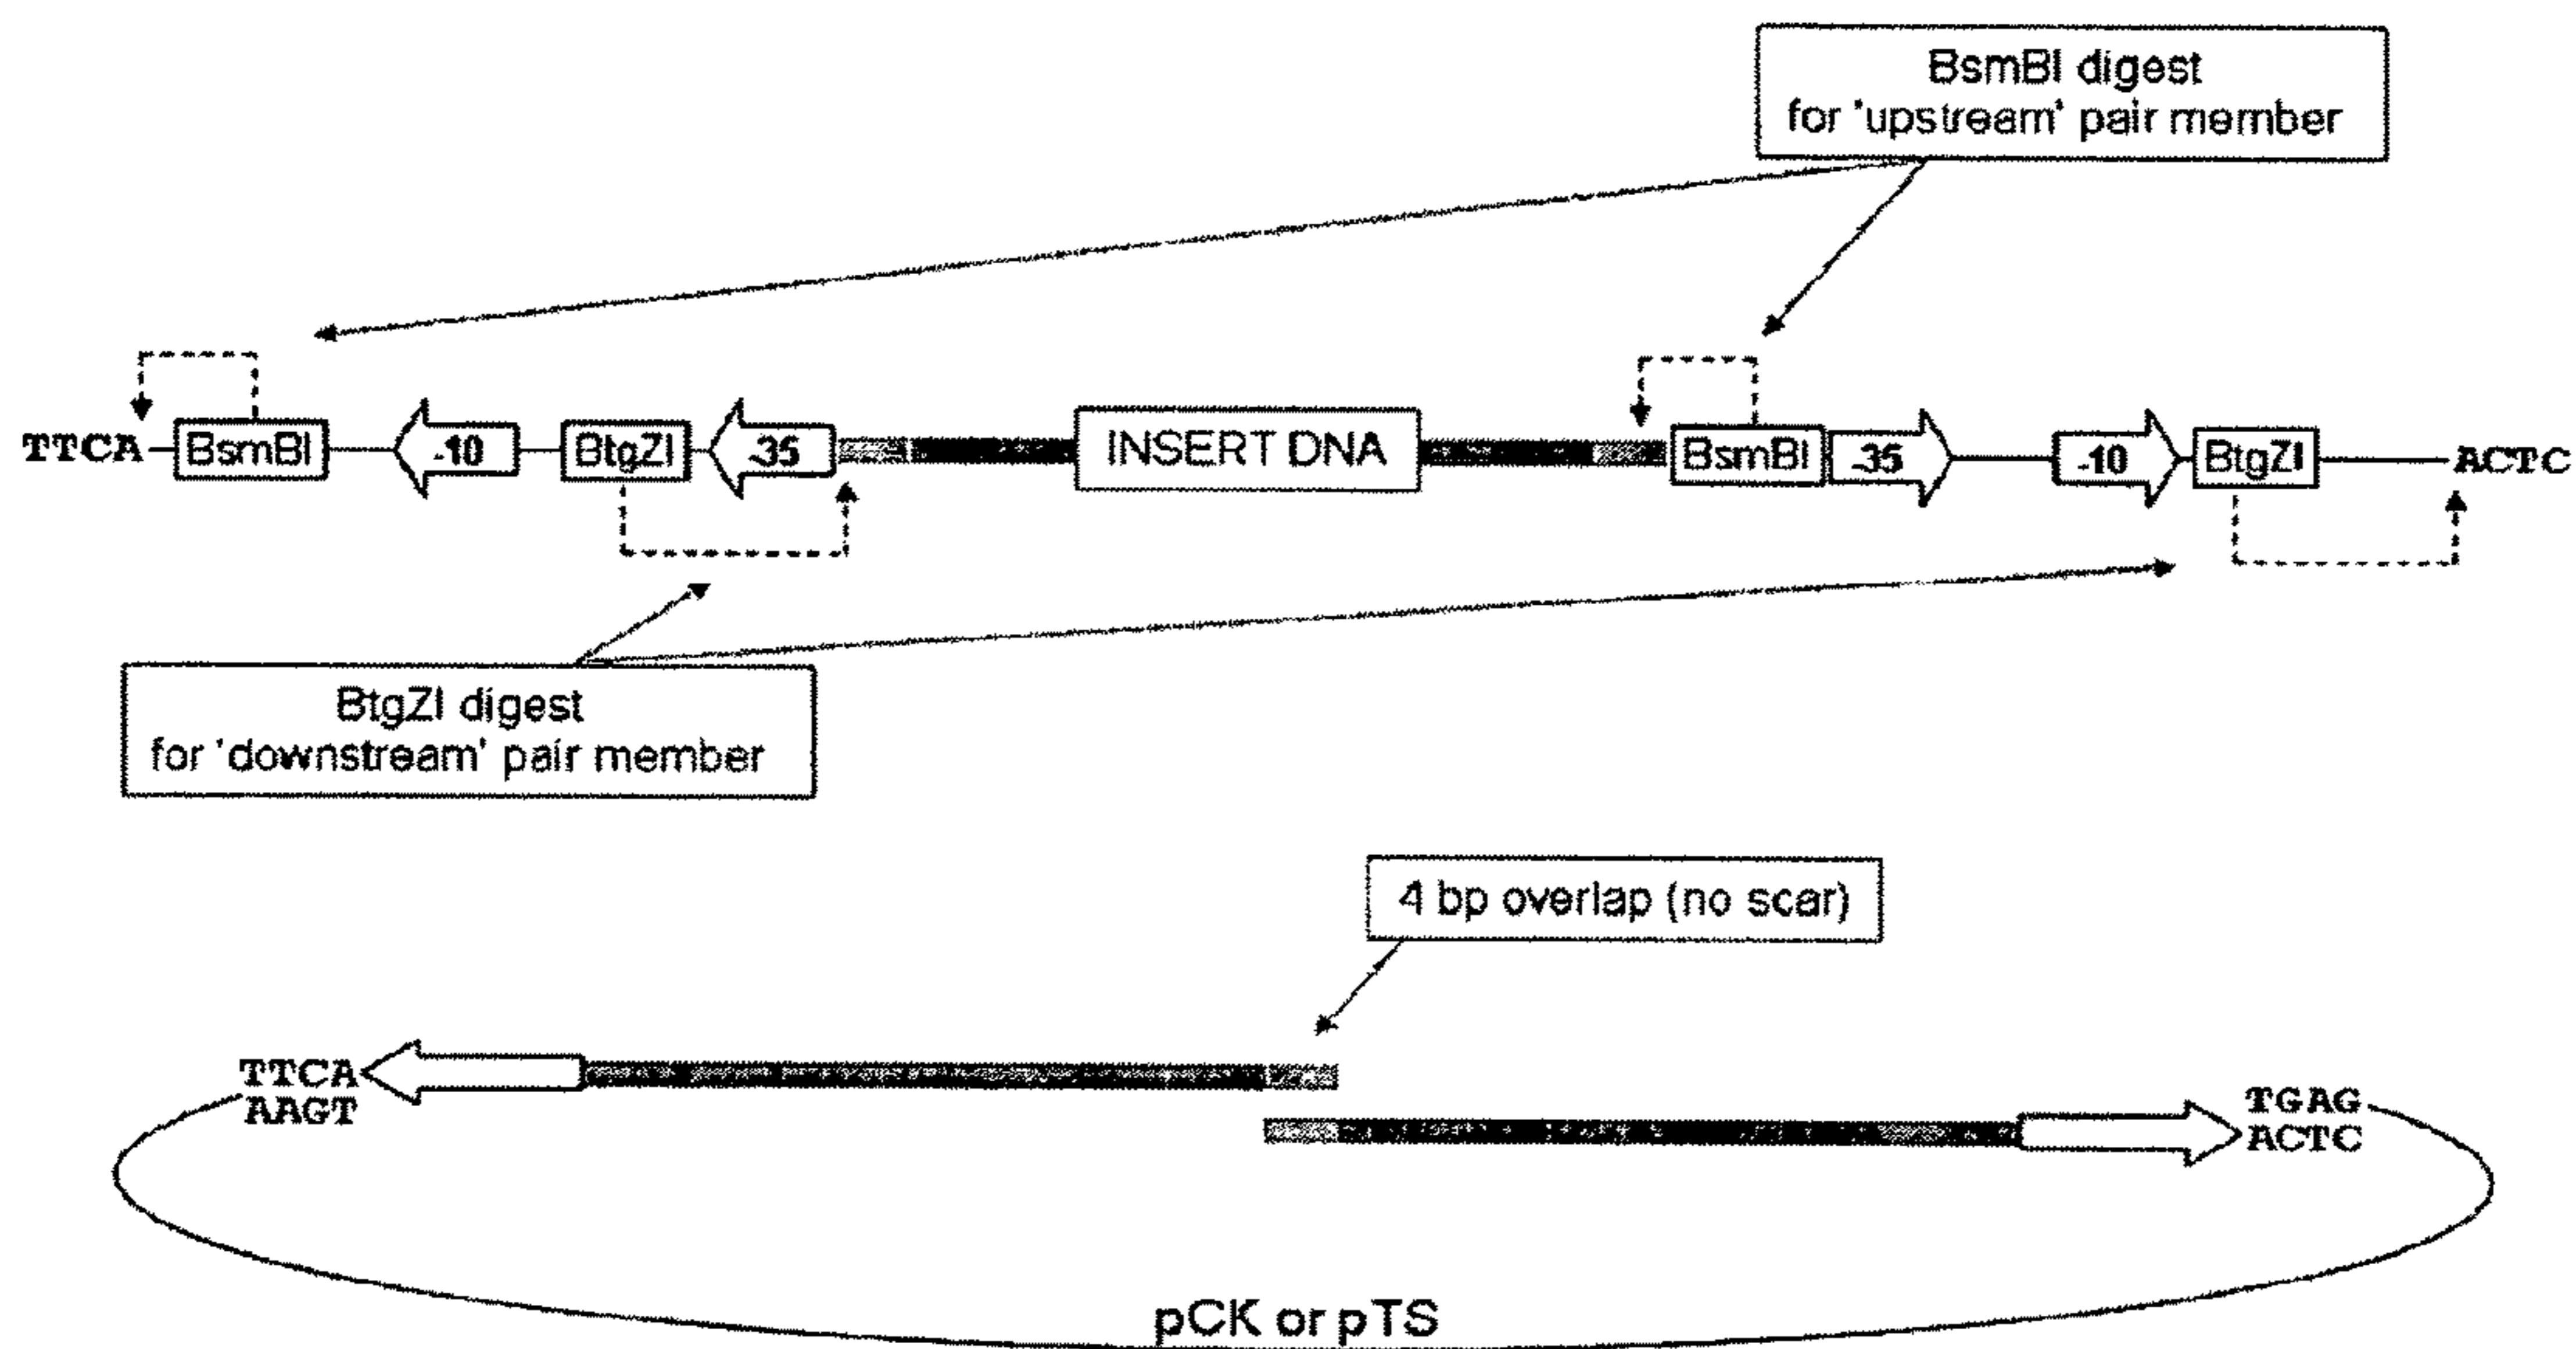 BsmBI digest
for 'upstream' pair member
TTCA BsmBI -10 BtgZI -35 INSERT DNA BsmBI -35 -10 BtgZI ACTC
BtgZI digest
for 'downstream' pair member
4 bp overlap (no scar)
TTCA
AAGT
TGAG
ACTC
pCK or pTS